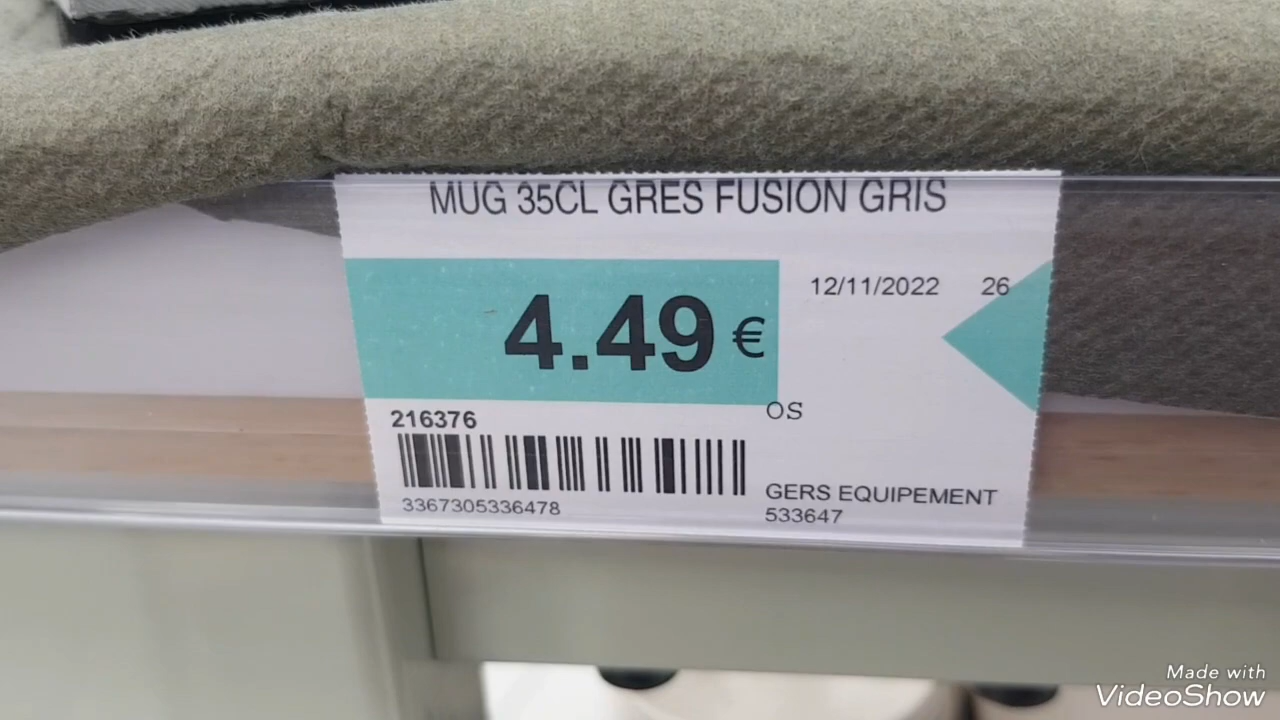 MUG 35CL GRES FUSION GRIS
12/11/2022 26
4.49 €
OS
216376
3367305336478
GERS EQUIPEMENT
533647
Made with
VideoShow